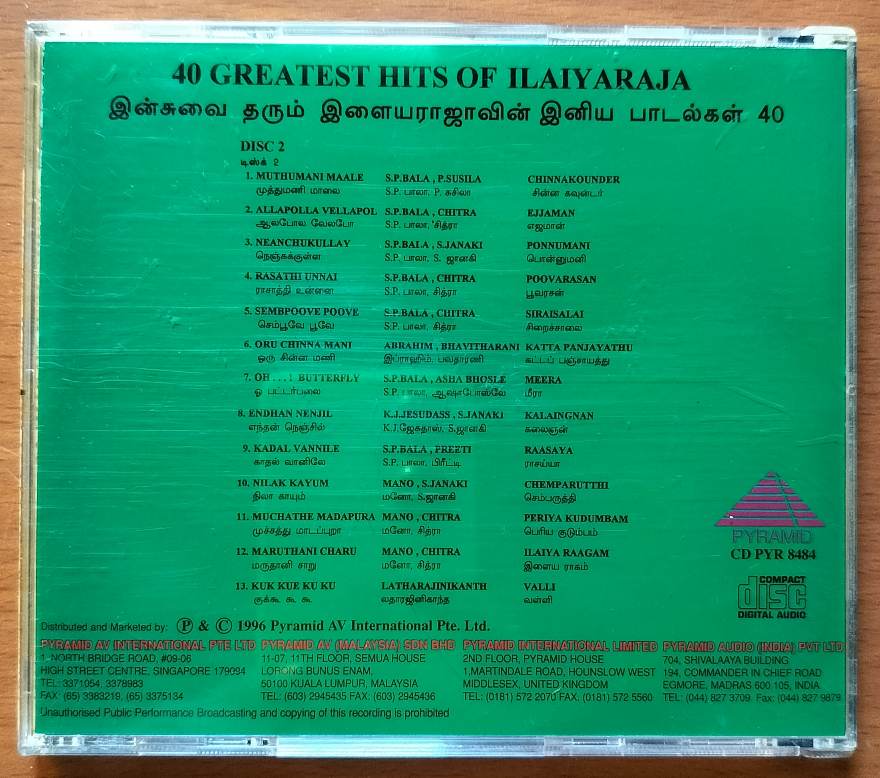 40 GREATEST HITS OF ILAIYARAJA
இன்சுவை தரும் இளையராஜாவின் இனிய பாடல்கள் 40
DISC 2
டிஸ்க் 2
1. MUTHUMANI MAALE S.P.BALA , P.SUSILA CHINNAKOUNDER
முத்துமணி மாலை S.P. பாலா, P. சுசிலா சின்ன கவுன்டர்
2. ALLAPOLLA VELLAPOL S.P.BALA , CHITRA EJJAMAN
ஆலபோல வேலபோ S.P. பாலா, சித்ரா எஜமான்
3. NEANCHUKULLAY S.P.BALA , S.JANAKI PONNUMANI
நெஞ்சுக்குள்ள S.P. பாலா, S. ஜானகி பொன்னுமனி
4. RASATHI UNNAI S.P.BALA , CHITRA POOVARASAN
ராசாத்தி உன்னை S.P. பாலா, சித்ரா பூவரசன்
5. SEMBPOOVE POOVE S.P.BALA , CHITRA SIRAISALAI
செம்பூவே பூவே S.P. பாலா, சித்ரா சிறைச்சாலை
6. ORU CHINNA MANI ABRAHIM , BHAVITHARANI KATTA PANJAYATHU
ஒரு சின்ன மணி இப்ராஹிம், பவதாரணி கட்டப் பஞ்சாயத்து
7. OH . . . ! BUTTERFLY S.P.BALA , ASHA BHOSLE MEERA
ஓ பட்டர்பலை S.P. பாலா, ஆஷாபோஸ்லே மீரா
8. ENDHAN NENJIL K.J.JESUDASS , S.JANAKI KALAINGNAN
எந்தன் நெஞ்சில் K.J.ஜேசுதாஸ், S.ஜானகி கலைஞன்
9. KADAL VANNILE S.P.BALA , PREETI RAASAYA
காதல் வானிலே S.P. பாலா, பிரீட்டி ராசய்யா
10. NILAK KAYUM MANO , S.JANAKI CHEMPARUTTHI
நிலா காயும் மனோ, S.ஜானகி செம்பருத்தி
11. MUCHATHE MADAPURA MANO , CHITRA PERIYA KUDUMBAM
முச்சத்து மாடப்புறா மனோ, சித்ரா பெரிய குடும்பம்
12. MARUTHANI CHARU MANO , CHITRA ILAIYA RAAGAM
மருதானி சாறு மனோ, சித்ரா இளைய ராகம்
13. KUK KUE KU KU LATHARAJINIKANTH VALLI
குக்கூ கூ கூ லதாரஜினிகாந்த வள்ளி
PYRAMID
CD PYR 8484
COMPACT
disc
DIGITAL AUDIO
Distributed and Marketed by: Ⓟ & © 1996 Pyramid AV International Pte. Ltd.
PYRAMID AV INTERNATIONAL PTE LTD PYRAMID AV (MALAYSIA) SDN BHD PYRAMID INTERNATIONAL LIMITED PYRAMID AUDIO (INDIA) PVT LTD
1, NORTH BRIDGE ROAD, #09-06 11-07, 11TH FLOOR, SEMUA HOUSE 2ND FLOOR, PYRAMID HOUSE 704, SHIVALAAYA BUILDING
HIGH STREET CENTRE, SINGAPORE 179094 LORONG BUNUS ENAM, 1,MARTINDALE ROAD, HOUNSLOW WEST 194, COMMANDER IN CHIEF ROAD
TEL: 3371054, 3378983 50100 KUALA LUMPUR, MALAYSIA MIDDLESEX, UNITED KINGDOM EGMORE, MADRAS 600 105, INDIA
FAX: (65) 3383219, (65) 3375134 TEL: (603) 2945435 FAX: (603) 2945436 TEL: (0181) 572 2070 FAX. (0181) 572 5560 TEL: (044) 827 3709. Fax: (044) 827 9879
Unauthorised Public Performance Broadcasting and copying of this recording is prohibited